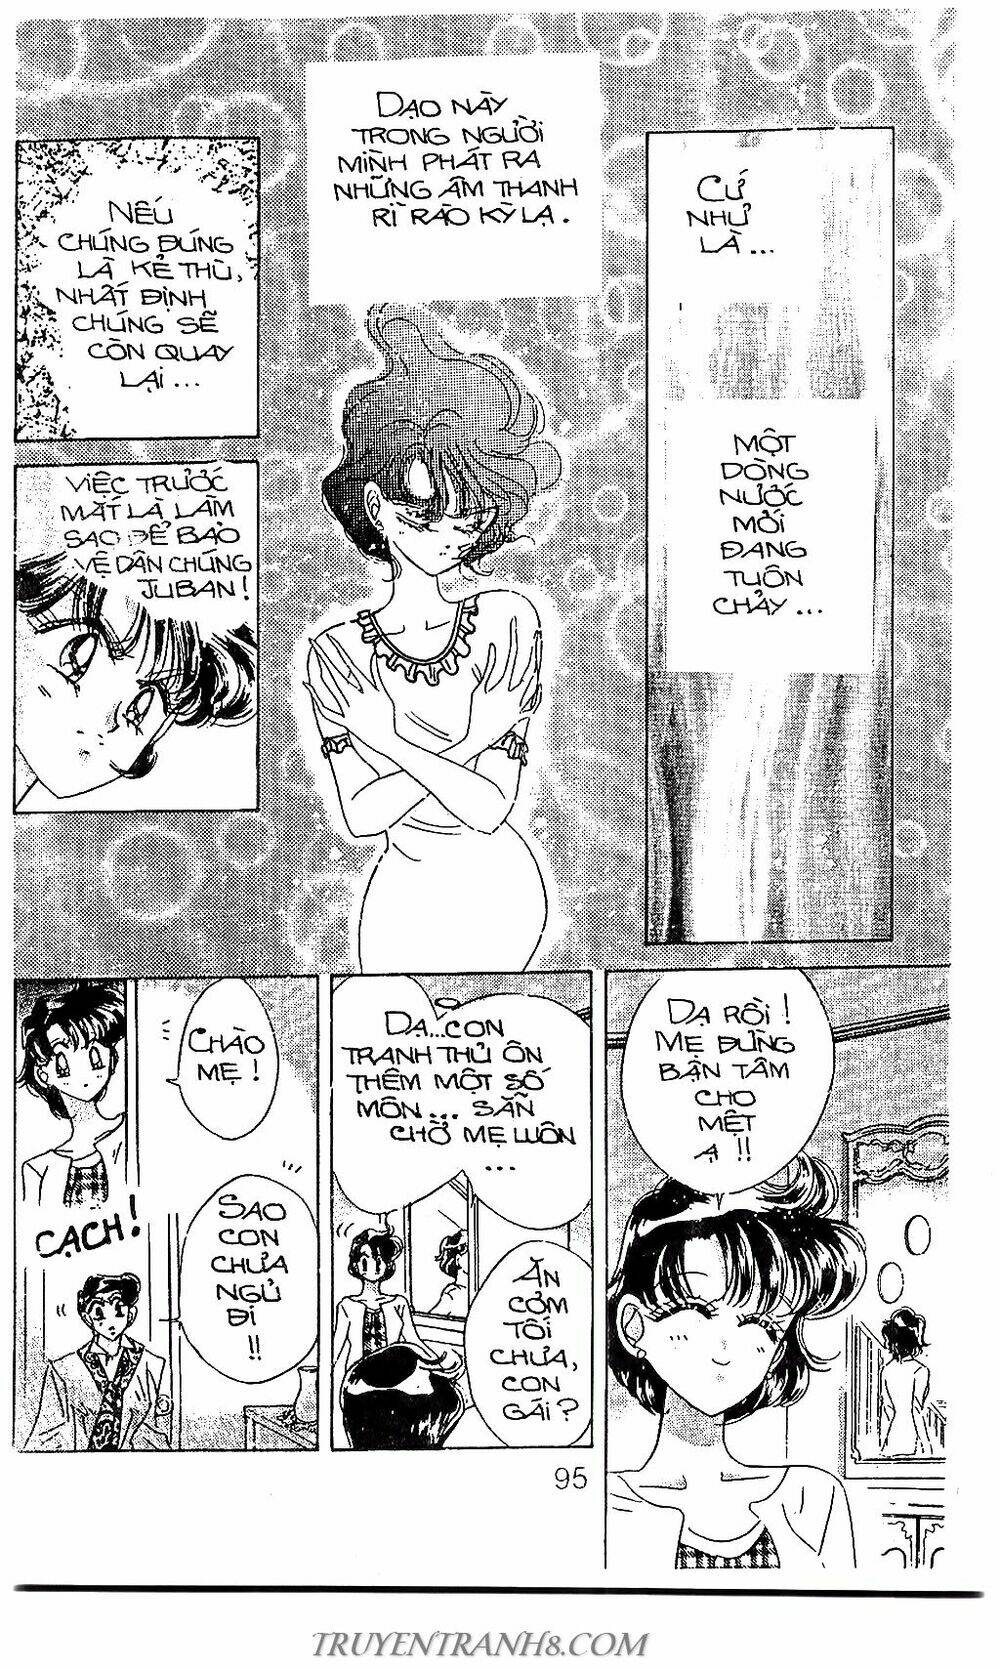 NẾU
CHÚNG ĐÚNG
LÀ KẺ THÙ,
NHẤT ĐỊNH
CHÚNG SẼ
CÒN QUAY
LẠI...
VIỆC TRƯỚC
MẮT LÀ LÀM
SAO ĐỂ BẢO
VỆ DÂN CHÚNG
JUBAN!
DẠO NÀY
TRONG NGƯỜI
MÌNH PHÁT RA
NHỮNG ÂM THANH
RÌ RÀO KỲ LẠ.
CỨ
NHƯ
LÀ...
MỘT
DÒNG
NƯỚC
MỚI
ĐANG
TUÔN
CHẢY...
CHÀO
MẸ!
CẠCH!
SAO
CON
CHƯA
NGỦ
ĐI
!!
DẠ...CON
TRANH THỦ ÔN
THÊM MỘT SỐ
MÔN... SẴN
CHỜ MẸ LUÔN
...
ĂN
CƠM
TỐI
CHƯA,
CON
GÁI?
DẠ RỒI!
MẸ ĐỪNG
BẬN TÂM
CHO
MỆT
Ạ!!
95
TRUYENTRANH8.COM